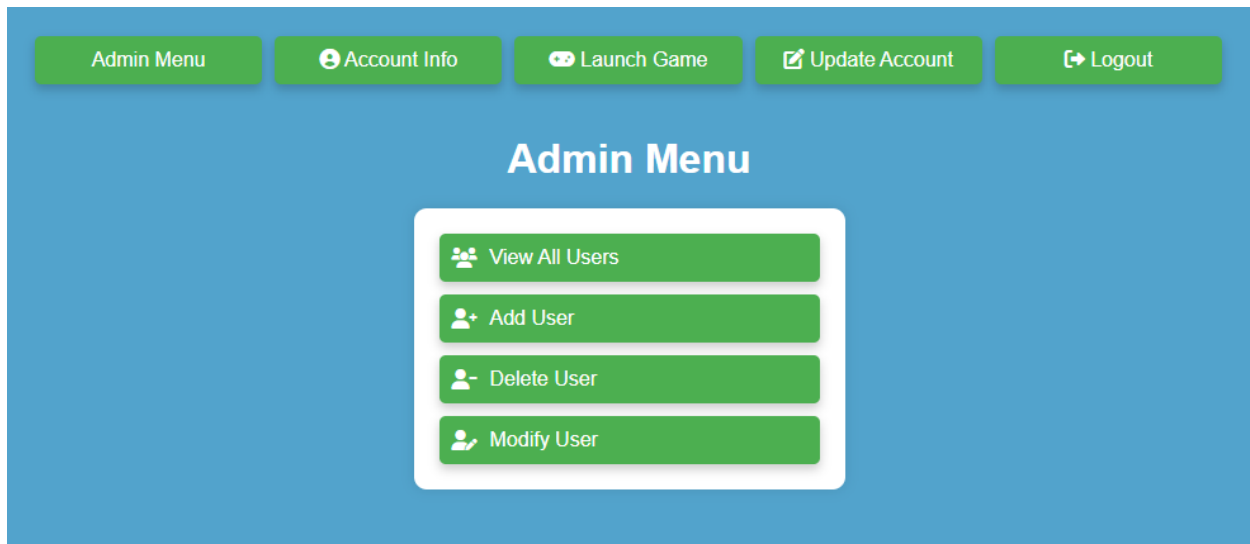 Admin Menu Account Info Launch Game Update Account Logout
Admin Menu
View All Users
Add User
Delete User
Modify User